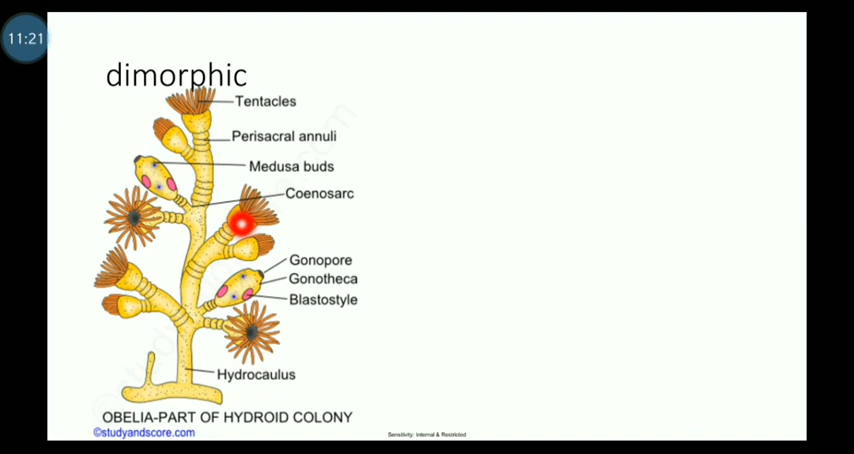 11:21
dimorphic
Tentacles
Perisacral annuli
Medusa buds
Coenosarc
Gonopore
Gonotheca
Blastostyle
Hydrocaulus
OBELIA-PART OF HYDROID COLONY
©studyandscore.com
Sensitivity: Internal & Restricted